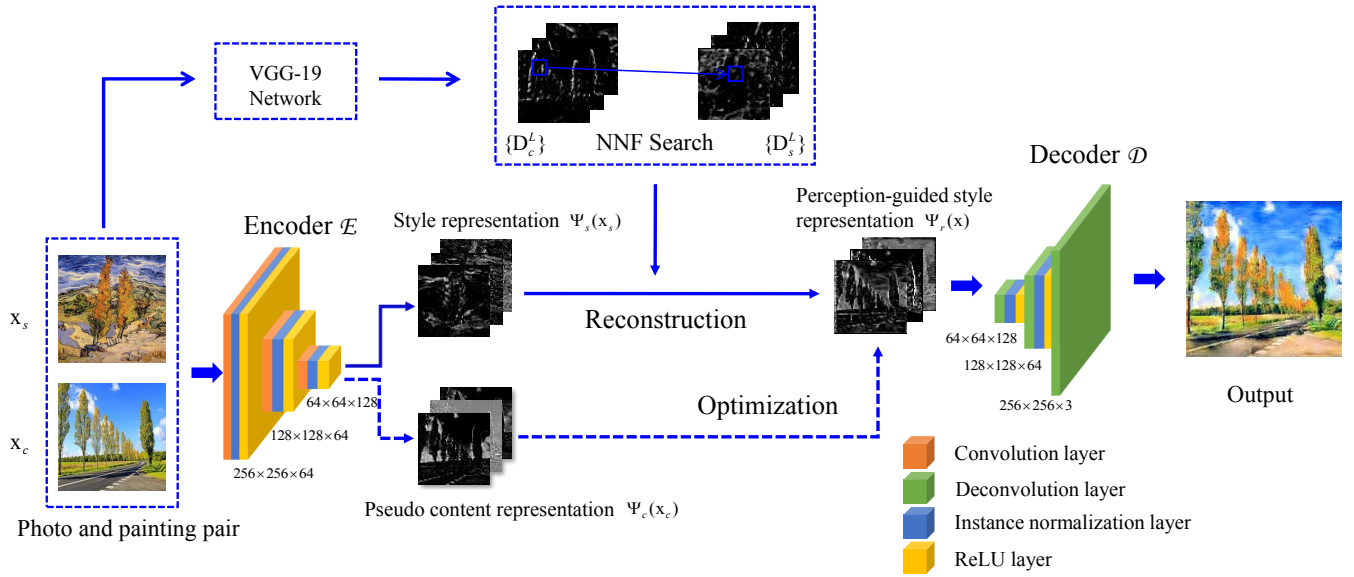 VGG-19
Network
{D_c^L}
NNF Search
{D_s^L}
Decoder 𝒟
Encoder ℰ
Style representation Ψ_s(x_s)
Perception-guided style
representation Ψ_r(x)
x_s
x_c
Reconstruction
Optimization
64×64×128
128×128×64
256×256×64
64×64×128
128×128×64
256×256×3
Output
Pseudo content representation Ψ_c(x_c)
Photo and painting pair
Convolution layer
Deconvolution layer
Instance normalization layer
ReLU layer